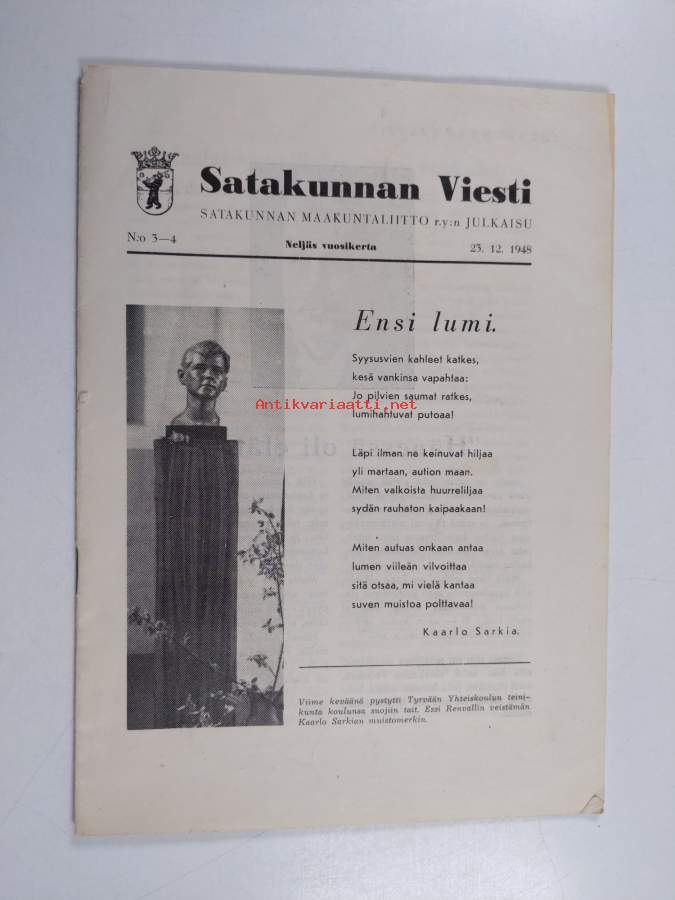 Satakunnan Viesti
SATAKUNNAN MAAKUNTALIITTO r.y:n JULKAISU
N:o 3—4 Neljäs vuosikerta 23. 12. 1948
Ensi lumi.
Syysusvien kahleet katkes,
kesä vankinsa vapahtaa:
Jo pilvien saumat ratkes,
Antikvariaatti.net
lumihahtuvat putoaa!
Läpi ilman ne keinuvat hiljaa
yli martaan, aution maan.
Miten valkoista huurreliljaa
sydän rauhaton kaipaakaan!
Miten autuas onkaan antaa
lumen viileän vilvoittaa
sitä otsaa, mi vielä kantaa
suven muistoa polttavaa!
Kaarlo Sarkia.
Viime keväänä pystytti Tyrvään Yhteiskoulun teini-
kunta koulunsa suojiin tait. Essi Renvallin veistämän
Kaarlo Sarkian muistomerkin.